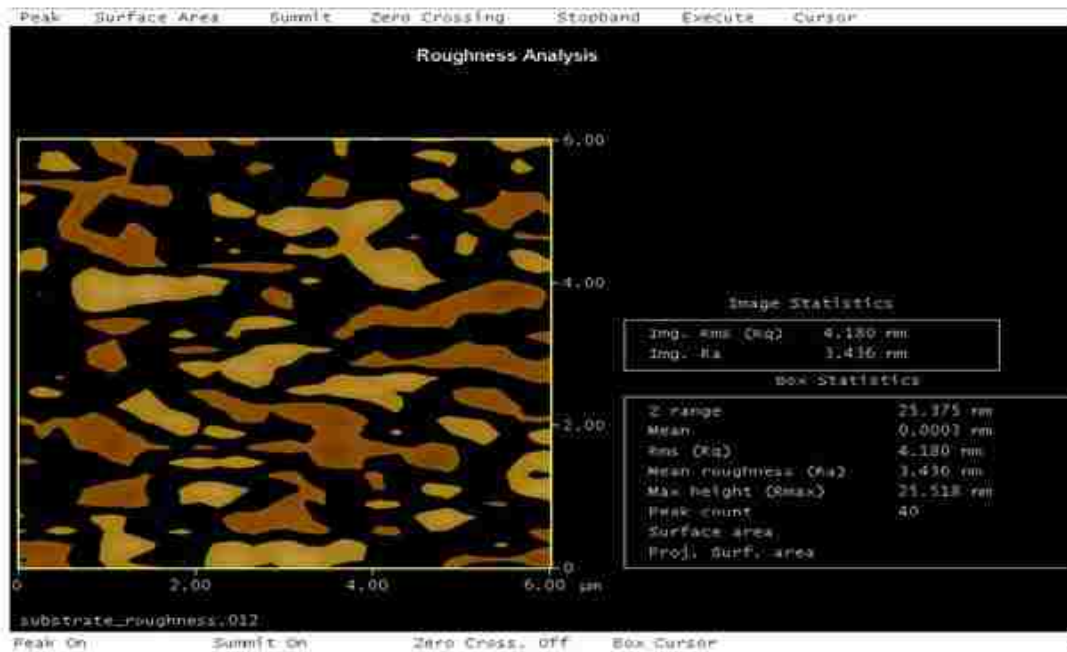 Peak Surface Area Summit Zero Crossing Stopband Execute Cursor
Roughness Analysis
6.00
4.00
2.00
0
0 2.00 4.00 6.00 µm
Image Statistics
Img. Rms (Rq) 4.180 nm
Img. Ra 3.436 nm
Box Statistics
Z range 25.375 nm
Mean 0.0003 nm
Rms (Rq) 4.180 nm
Mean roughness (Ra) 3.436 nm
Max height (Rmax) 25.518 nm
Peak count 40
Surface area
Proj. Surf. area
substrate_roughness.012
Peak On Summit On Zero Cross. Off Box Cursor